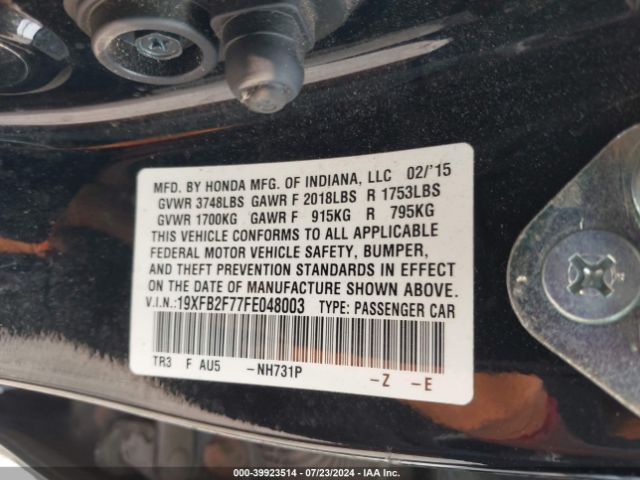 MFD. BY HONDA MFG. OF INDIANA, LLC 02/'15
GVWR 3748LBS GAWR F 2018LBS R 1753LBS
GVWR 1700KG GAWR F 915KG R 795KG
THIS VEHICLE CONFORMS TO ALL APPLICABLE
FEDERAL MOTOR VEHICLE SAFETY, BUMPER,
AND THEFT PREVENTION STANDARDS IN EFFECT
ON THE DATE OF MANUFACTURE SHOWN ABOVE.
V.I.N.:19XFB2F77FE048003 TYPE: PASSENGER CAR
TR3 F AU5 -NH731P -Z -E
000-39923514 - 07/23/2024 - IAA Inc.